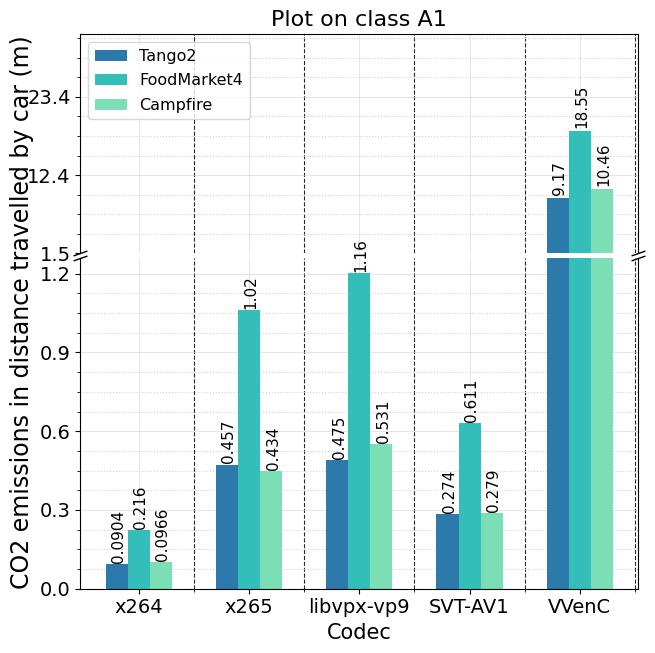 Plot on class A1
Tango2
FoodMarket4
Campfire
CO2 emissions in distance travelled by car (m)
23.4
12.4
1.5
1.2
0.9
0.6
0.3
0.0
0.0904
0.216
0.0966
0.457
1.02
0.434
0.475
1.16
0.531
0.274
0.611
0.279
9.17
18.55
10.46
x264
x265
libvpx-vp9
SVT-AV1
VVenC
Codec